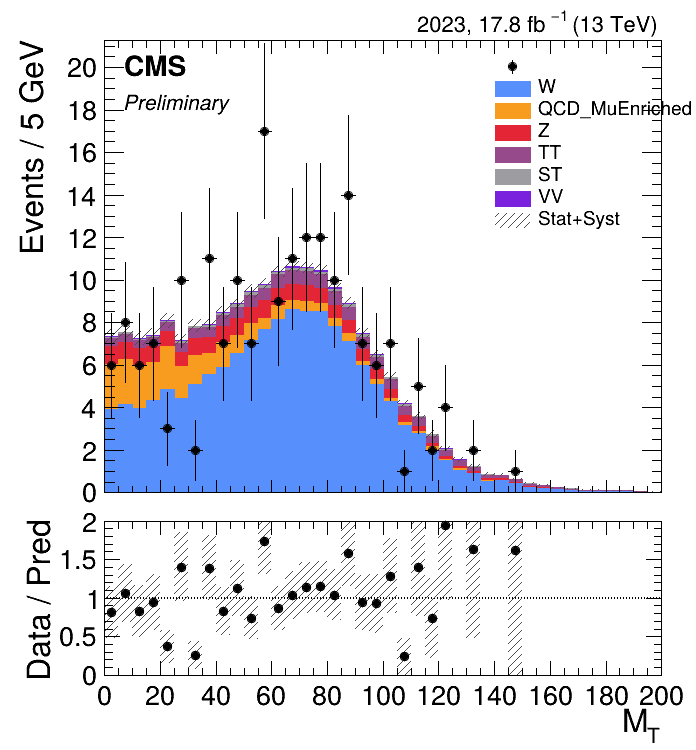 2023, 17.8 fb⁻¹ (13 TeV)
CMS
Preliminary
W
QCD_MuEnriched
Z
TT
ST
VV
Stat+Syst
Events / 5 GeV
20
18
16
14
12
10
8
6
4
2
0
Data / Pred
2
1.5
1
0.5
0
0 20 40 60 80 100 120 140 160 180 200
M_T